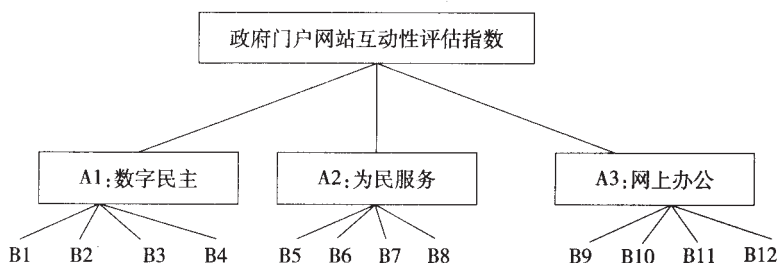 政府门户网站互动性评估指数
A1:数字民主 A2:为民服务 A3:网上办公
B1 B2 B3 B4 B5 B6 B7 B8 B9 B10 B11 B12